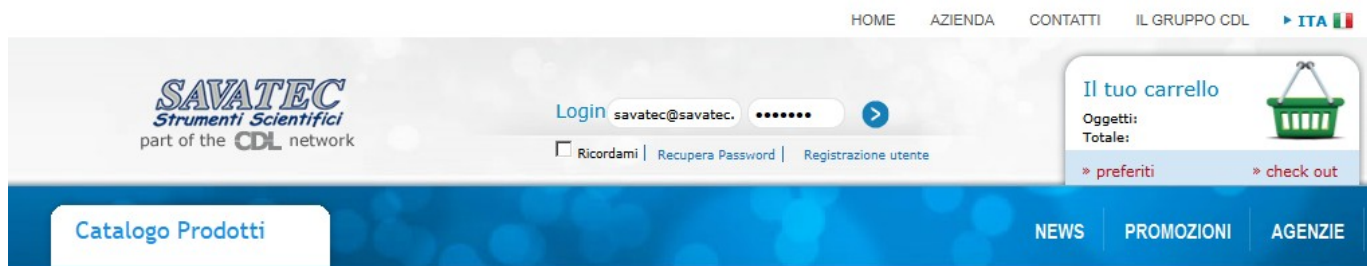 HOME AZIENDA CONTATTI IL GRUPPO CDL ITA
SAVATEC
Strumenti Scientifici
part of the CDL network
Login savatec@savatec. •••••••
Ricordami | Recupera Password | Registrazione utente
Il tuo carrello
Oggetti:
Totale:
» preferiti » check out
Catalogo Prodotti
NEWS PROMOZIONI AGENZIE